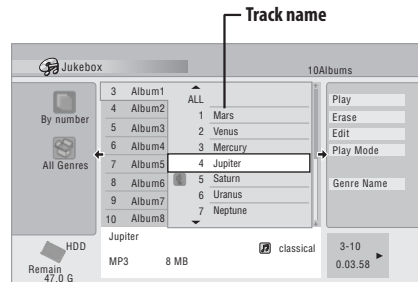 Track name
Jukebox
10Albums
By number
All Genres
3 Album1
4 Album2
5 Album3
6 Album4
7 Album5
8 Album6
9 Album7
10 Album8
ALL
1 Mars
2 Venus
3 Mercury
4 Jupiter
5 Saturn
6 Uranus
7 Neptune
Play
Erase
Edit
Play Mode
Genre Name
HDD
Remain
47.0 G
Jupiter
classical
MP3 8 MB
3-10
0.03.58